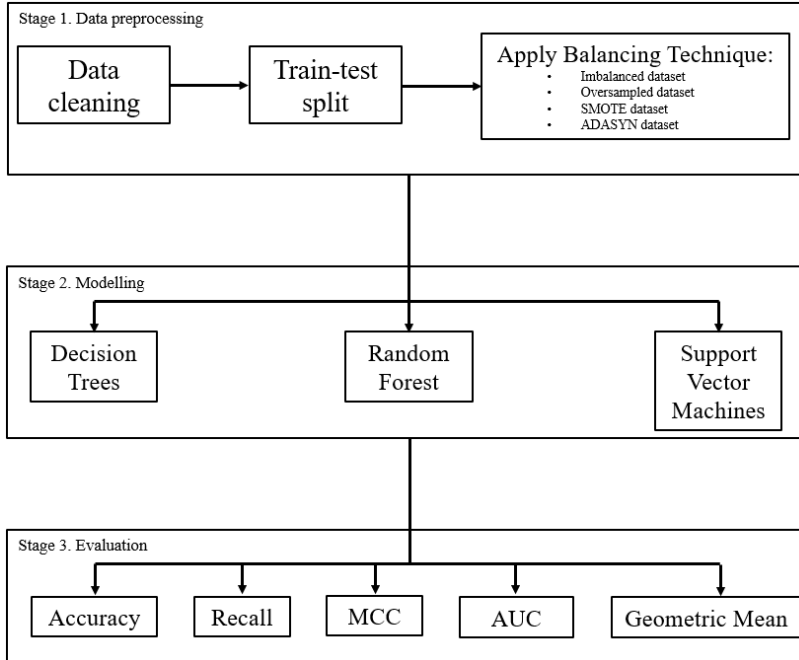 Stage 1. Data preprocessing
Data
cleaning
Train-test
split
Apply Balancing Technique:
• Imbalanced dataset
• Oversampled dataset
• SMOTE dataset
• ADASYN dataset
Stage 2. Modelling
Decision
Trees
Random
Forest
Support
Vector
Machines
Stage 3. Evaluation
Accuracy
Recall
MCC
AUC
Geometric Mean